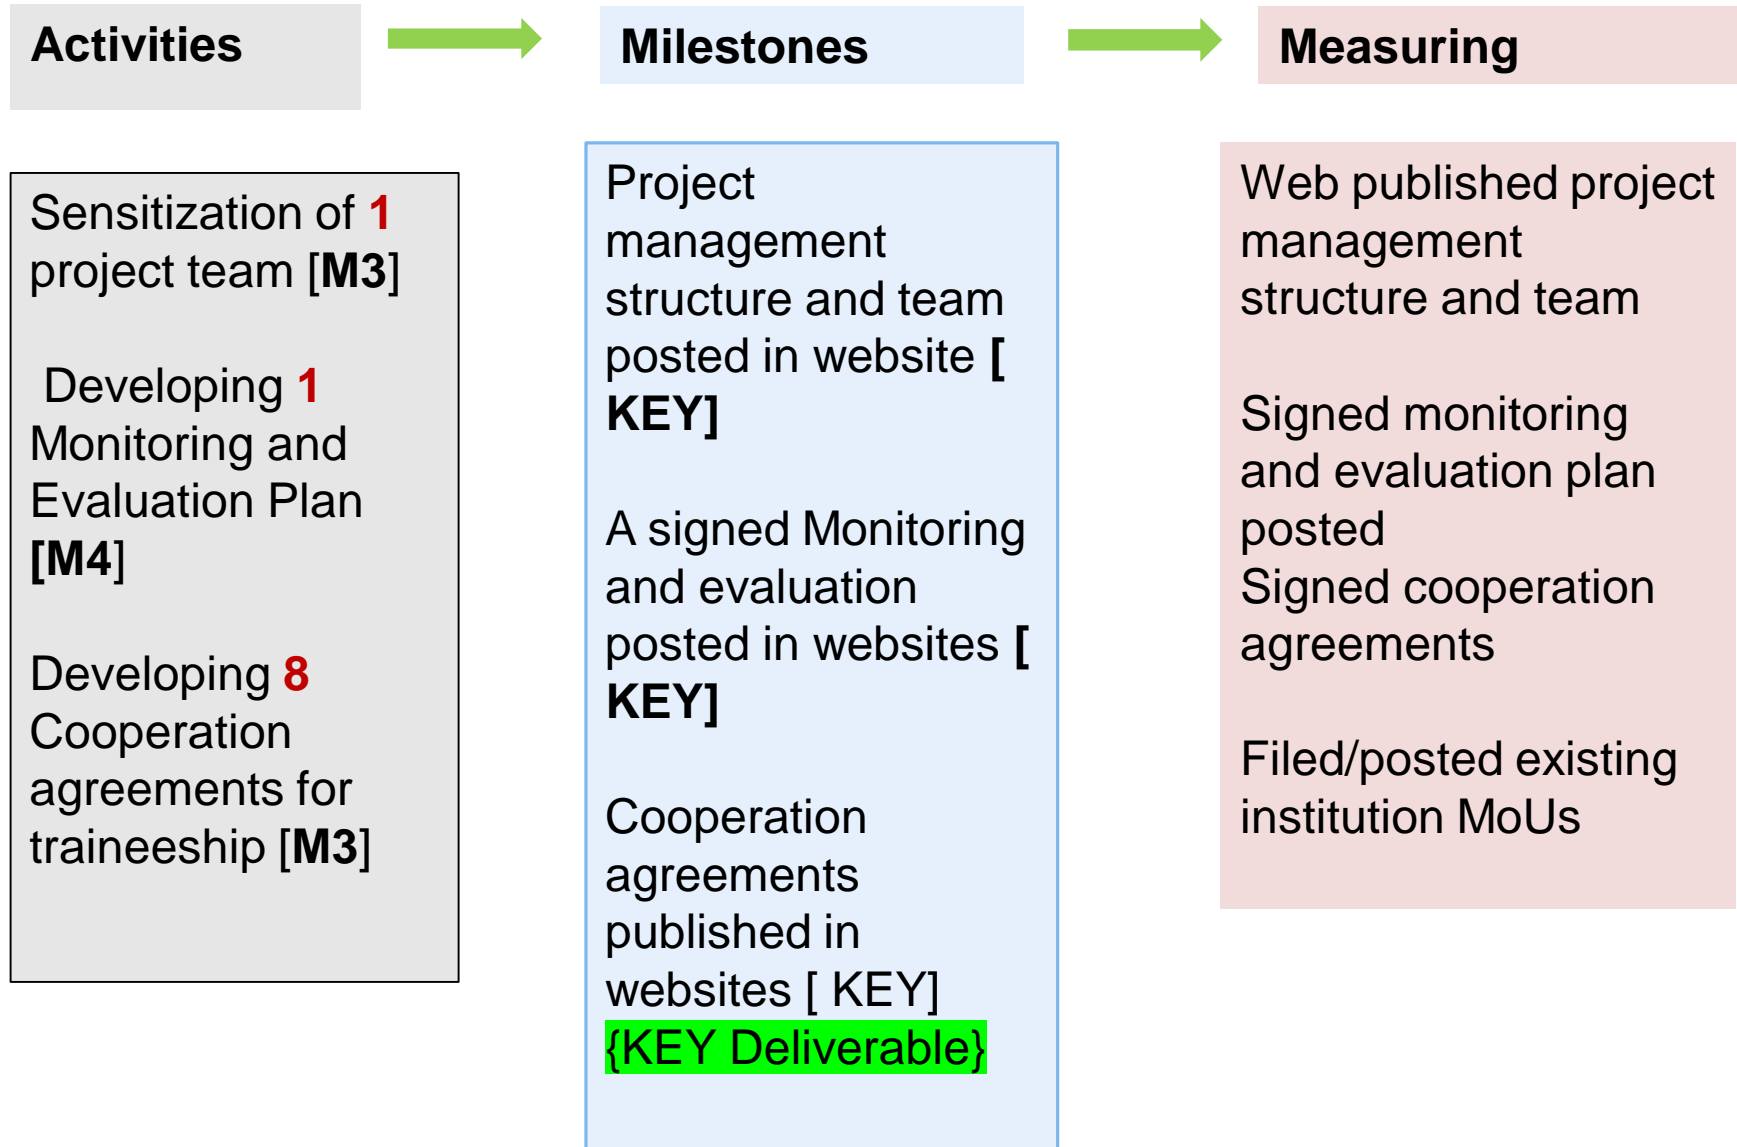 Activities
Milestones
Measuring
Sensitization of 1
project team [M3]
Developing 1
Monitoring and
Evaluation Plan
[M4]
Developing 8
Cooperation
agreements for
traineeship [M3]
Project
management
structure and team
posted in website [
KEY]
A signed Monitoring
and evaluation
posted in websites [
KEY]
Cooperation
agreements
published in
websites [ KEY]
{KEY Deliverable}
Web published project
management
structure and team
Signed monitoring
and evaluation plan
posted
Signed cooperation
agreements
Filed/posted existing
institution MoUs